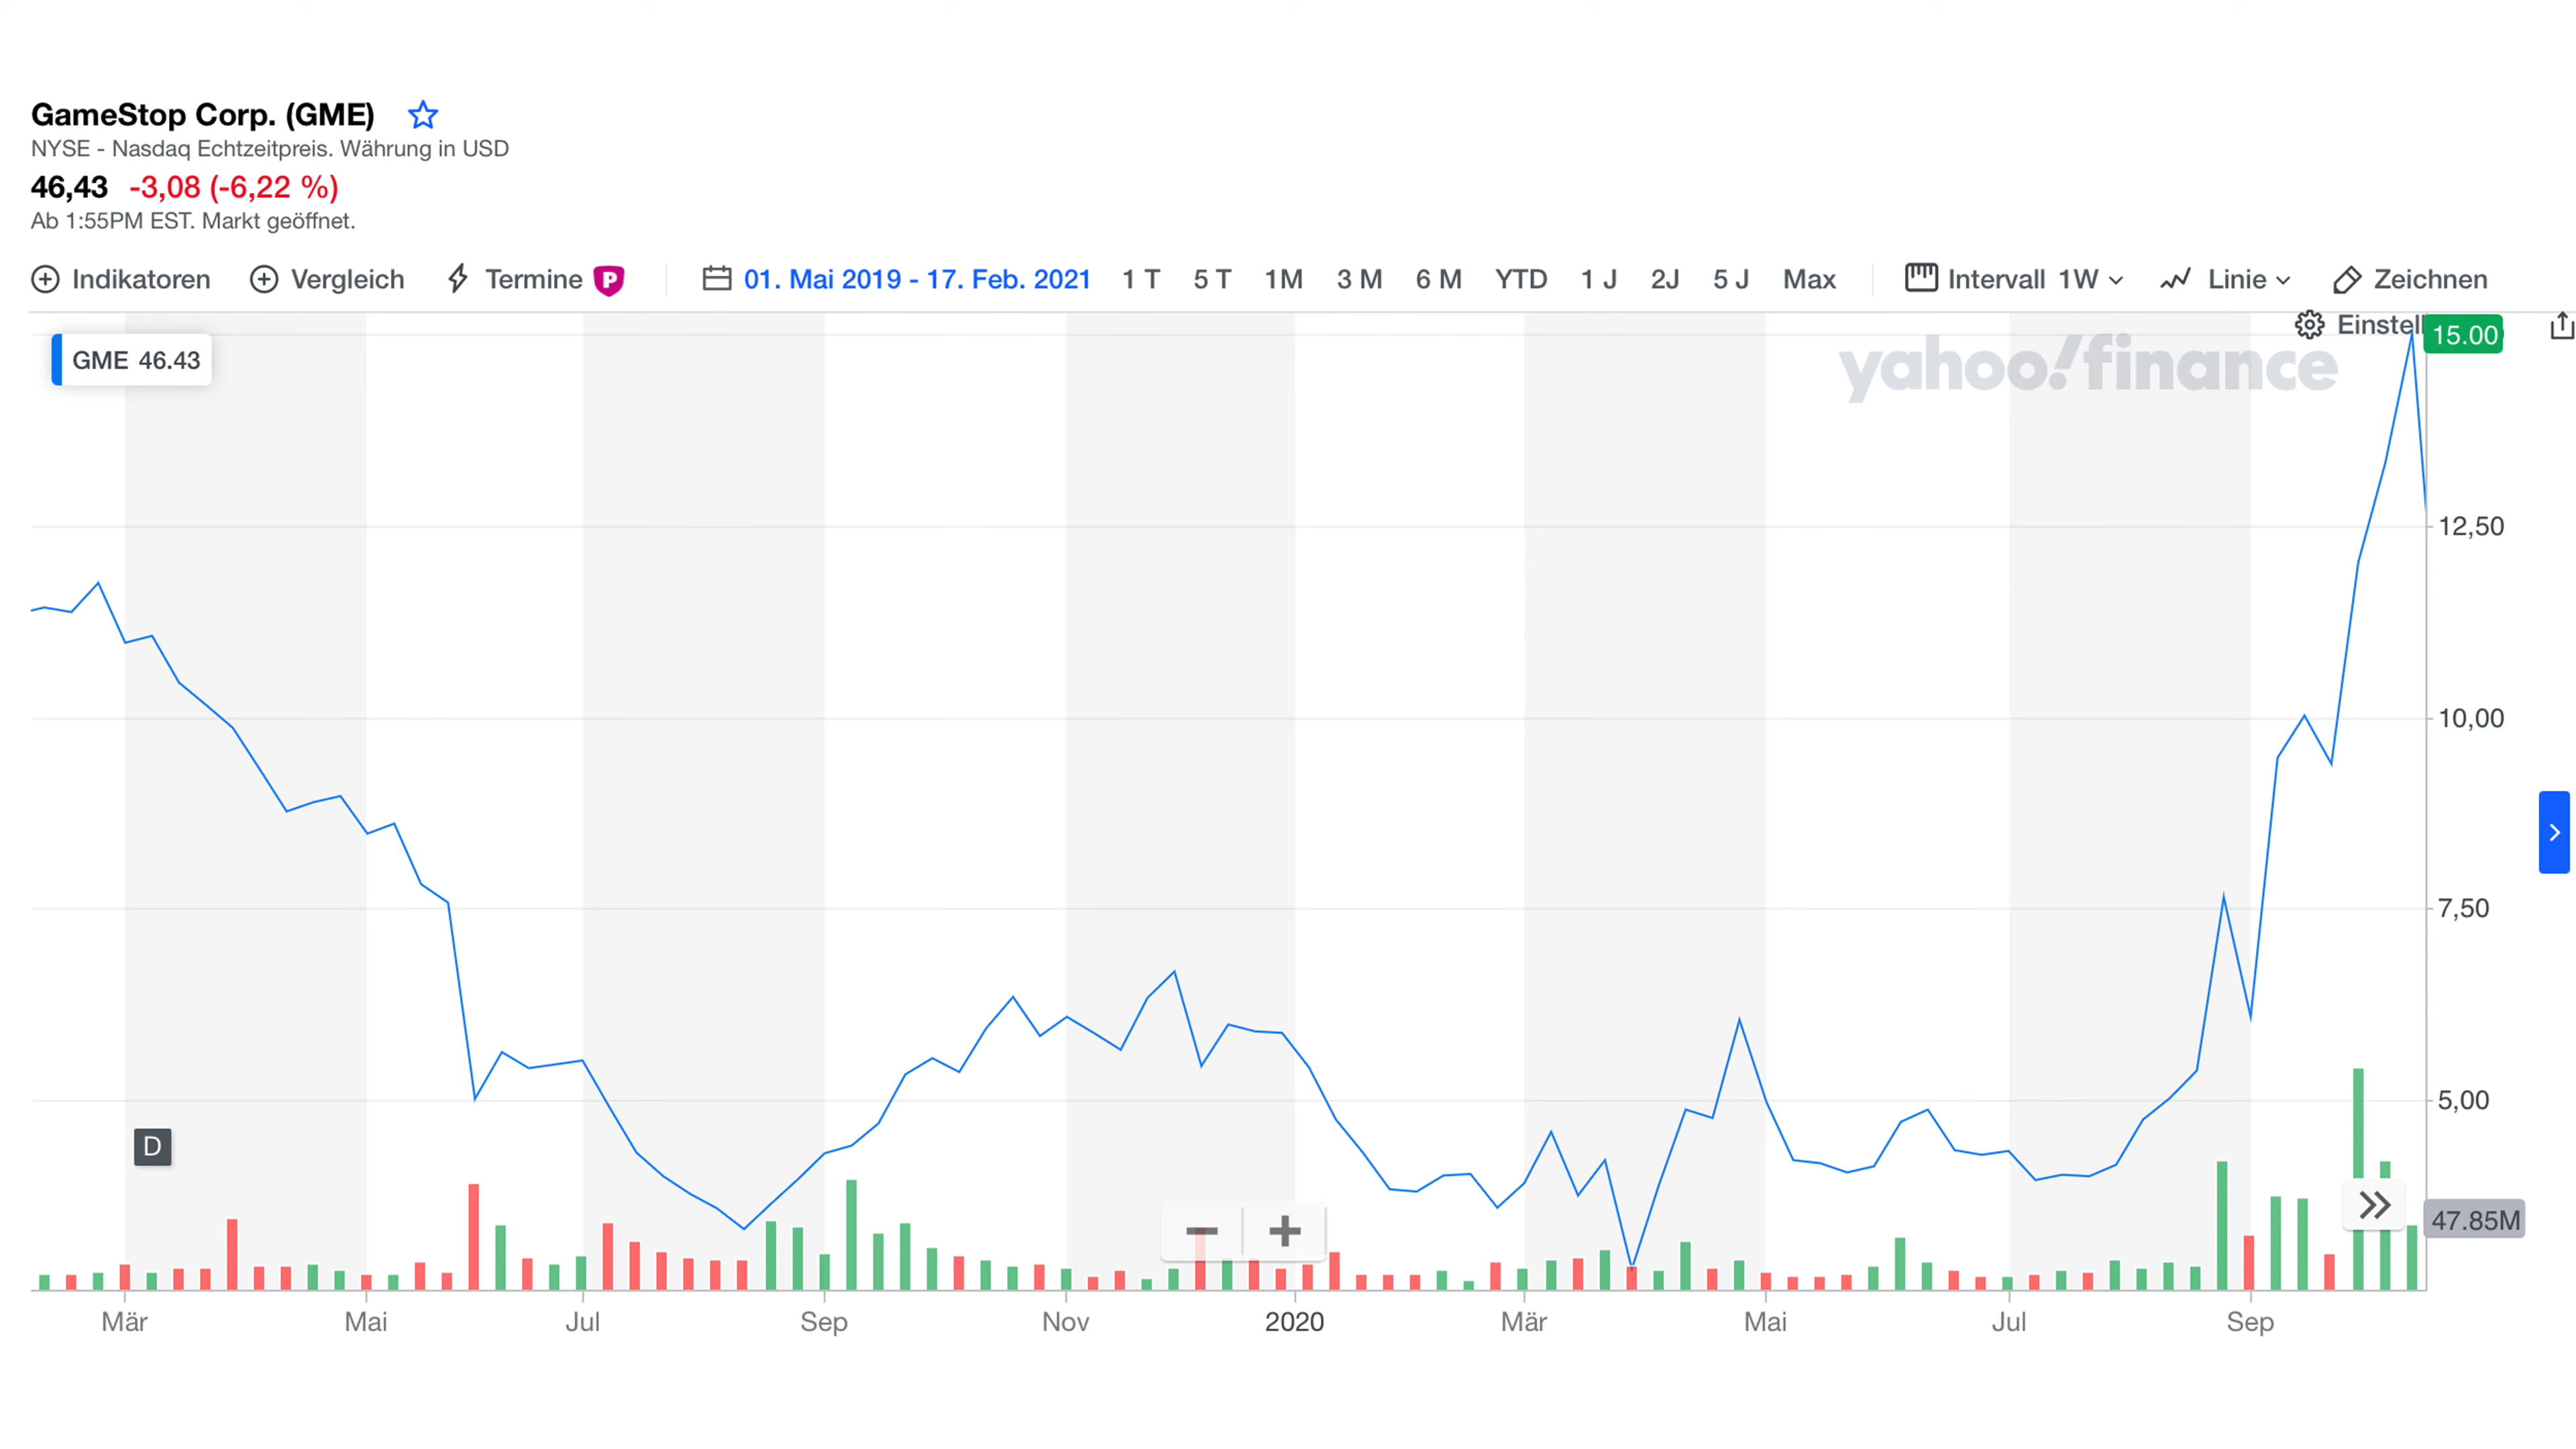 GameStop Corp. (GME)
NYSE - Nasdaq Echtzeitpreis. Währung in USD
46,43 -3,08 (-6,22 %)
Ab 1:55PM EST. Markt geöffnet.
Indikatoren Vergleich Termine P 01. Mai 2019 - 17. Feb. 2021 1 T 5 T 1M 3 M 6 M YTD 1 J 2J 5 J Max Intervall 1W Linie Zeichnen
Einstell 15.00
GME 46.43
yahoo!finance
12,50
10,00
7,50
5,00
D
47.85M
Mär Mai Jul Sep Nov 2020 Mär Mai Jul Sep